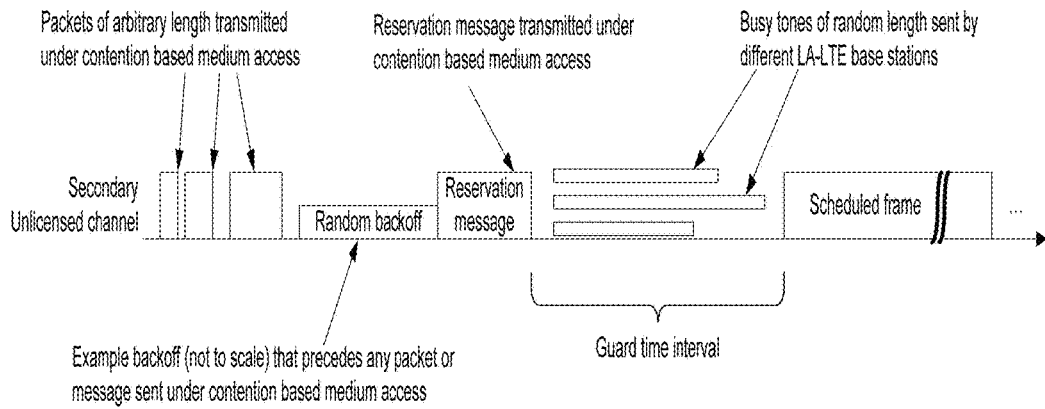 Packets of arbitrary length transmitted
under contention based medium access
Reservation message transmitted under
contention based medium access
Busy tones of random length sent by
different LA-LTE base stations
Secondary
Unlicensed channel
Random backoff
Reservation
message
Scheduled frame
...
Guard time interval
Example backoff (not to scale) that precedes any packet or
message sent under contention based medium access